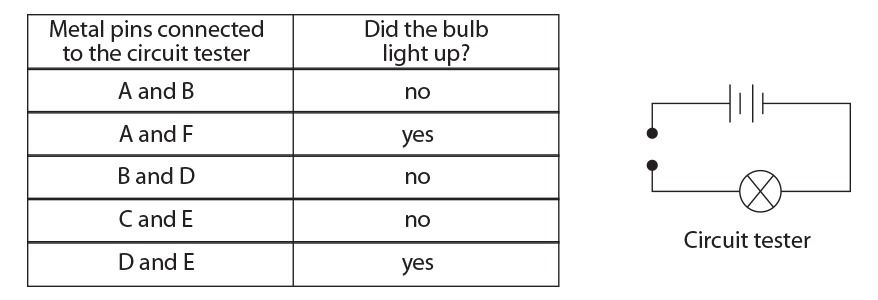 Metal pins connected
to the circuit tester
Did the bulb
light up?
A and B
no
A and F
yes
B and D
no
C and E
no
D and E
yes
Circuit tester